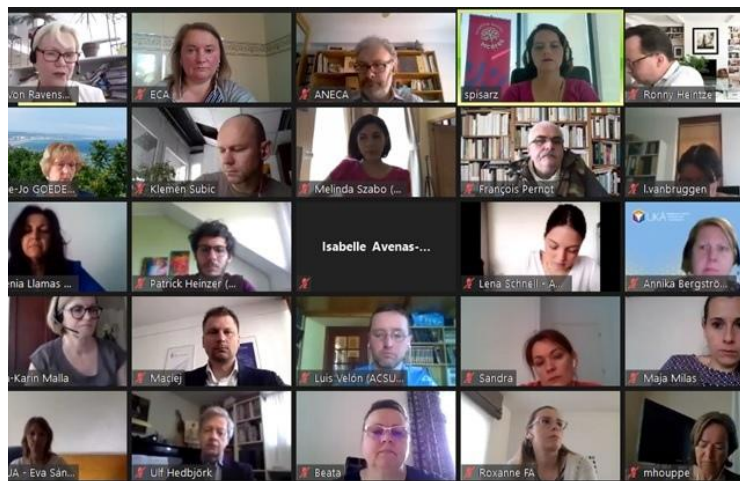 Von Ravens...
ECA
ANECA
spisarz
Ronny Heintze
e-Jo GOEDE...
Klemen Subic
Melinda Szabo (...
François Pernot
l.vanbruggen
enia Llamas ...
Patrick Heinzer (...
Isabelle Avenas-...
Lena Schnell - A...
UKÄ
Annika Bergströ...
-Karin Malla
Maciej
Luis Velón (ACSU...
Sandra
Maja Milas
UA - Eva Sán...
Ulf Hedbjörk
Beata
Roxanne FA
mhouppe